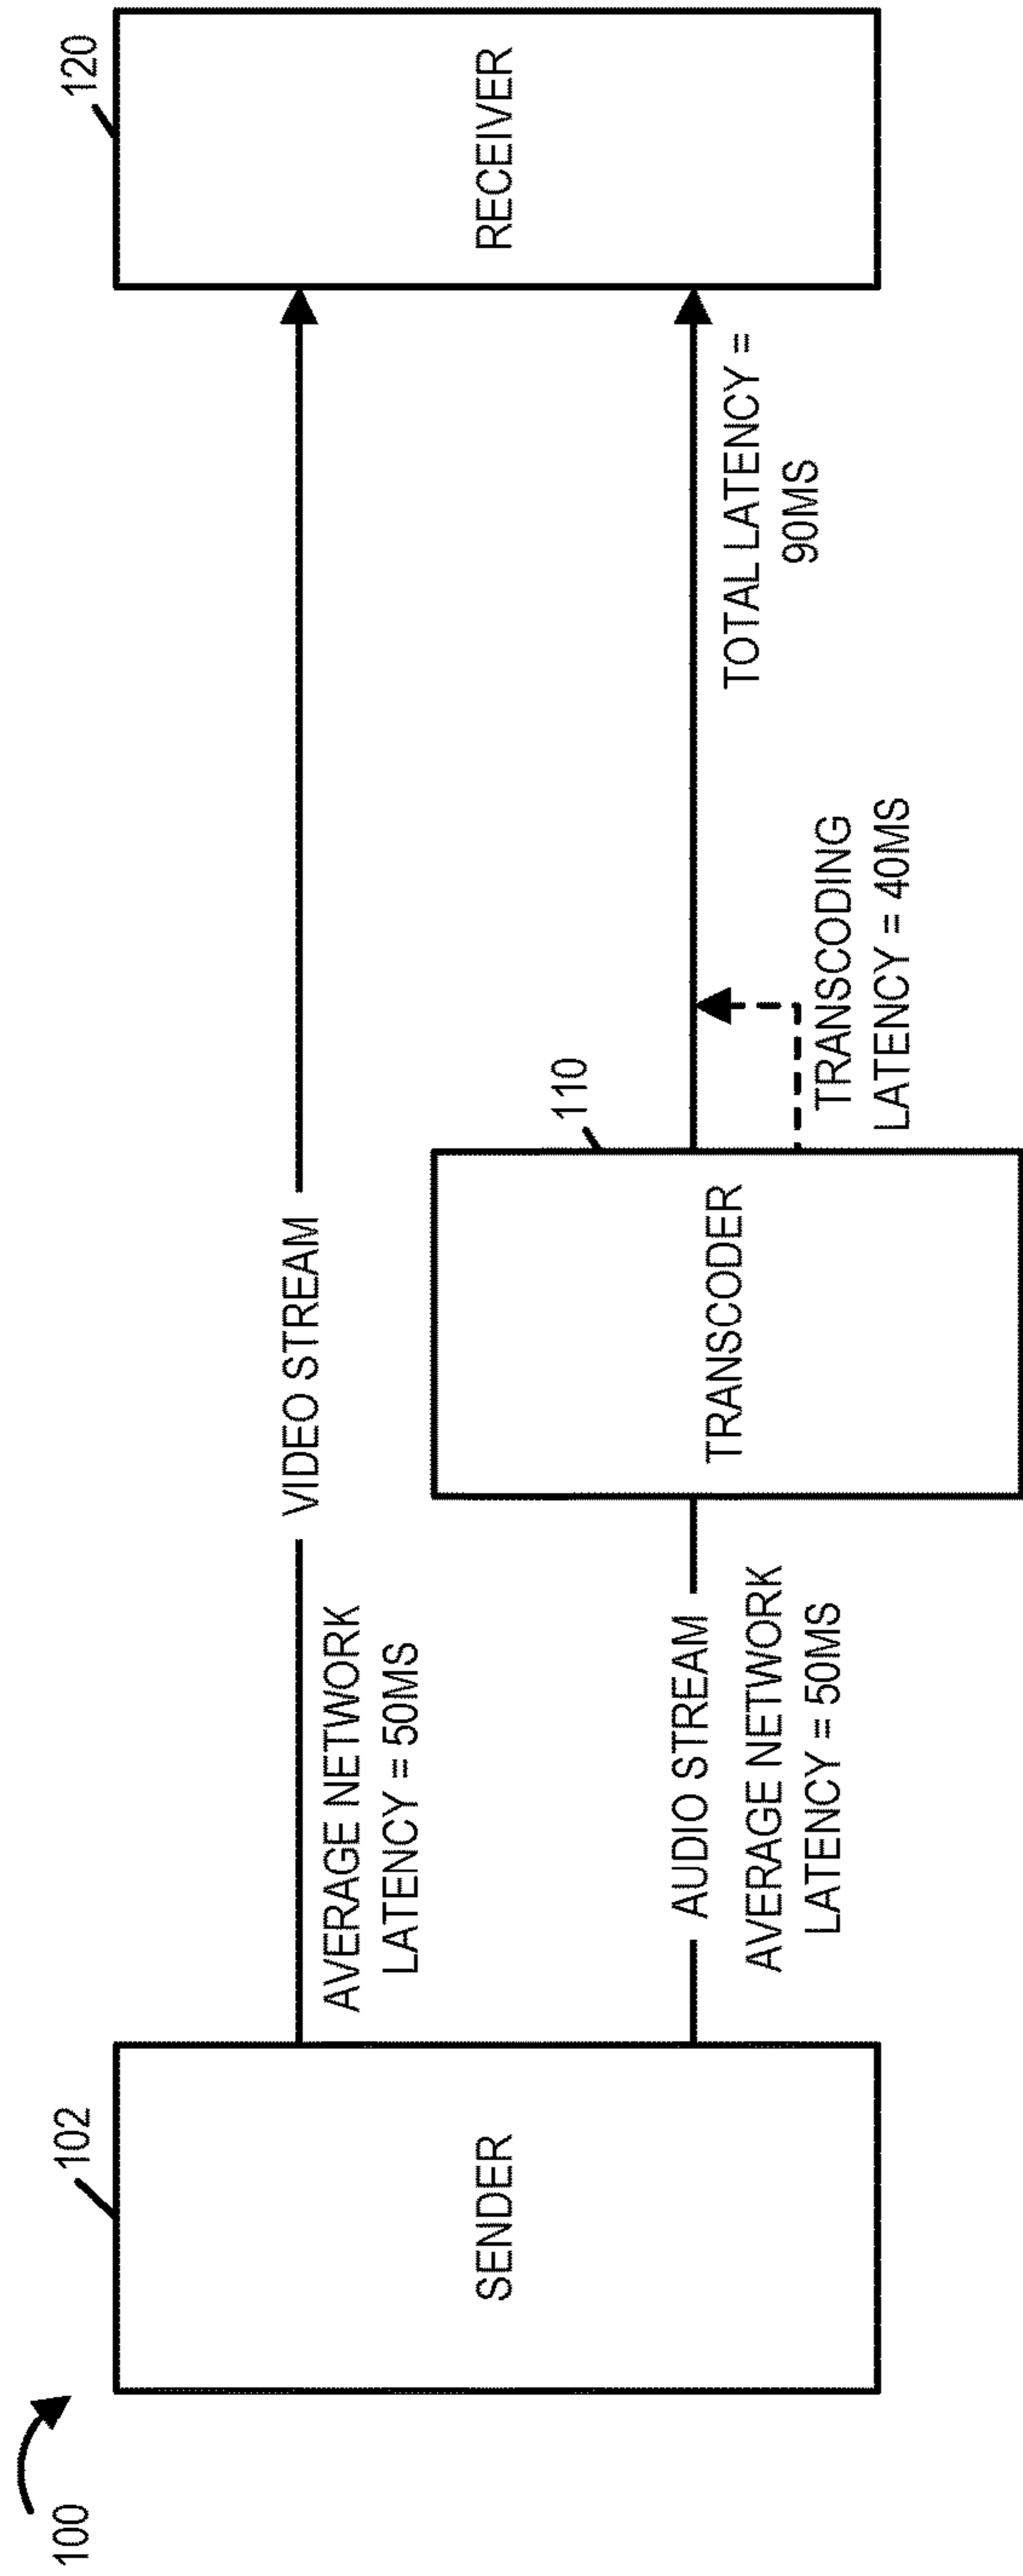 100
102
SENDER
AVERAGE NETWORK
LATENCY = 50MS
VIDEO STREAM
AUDIO STREAM
AVERAGE NETWORK
LATENCY = 50MS
110
TRANSCODER
TRANSCODING
LATENCY = 40MS
TOTAL LATENCY =
90MS
120
RECEIVER